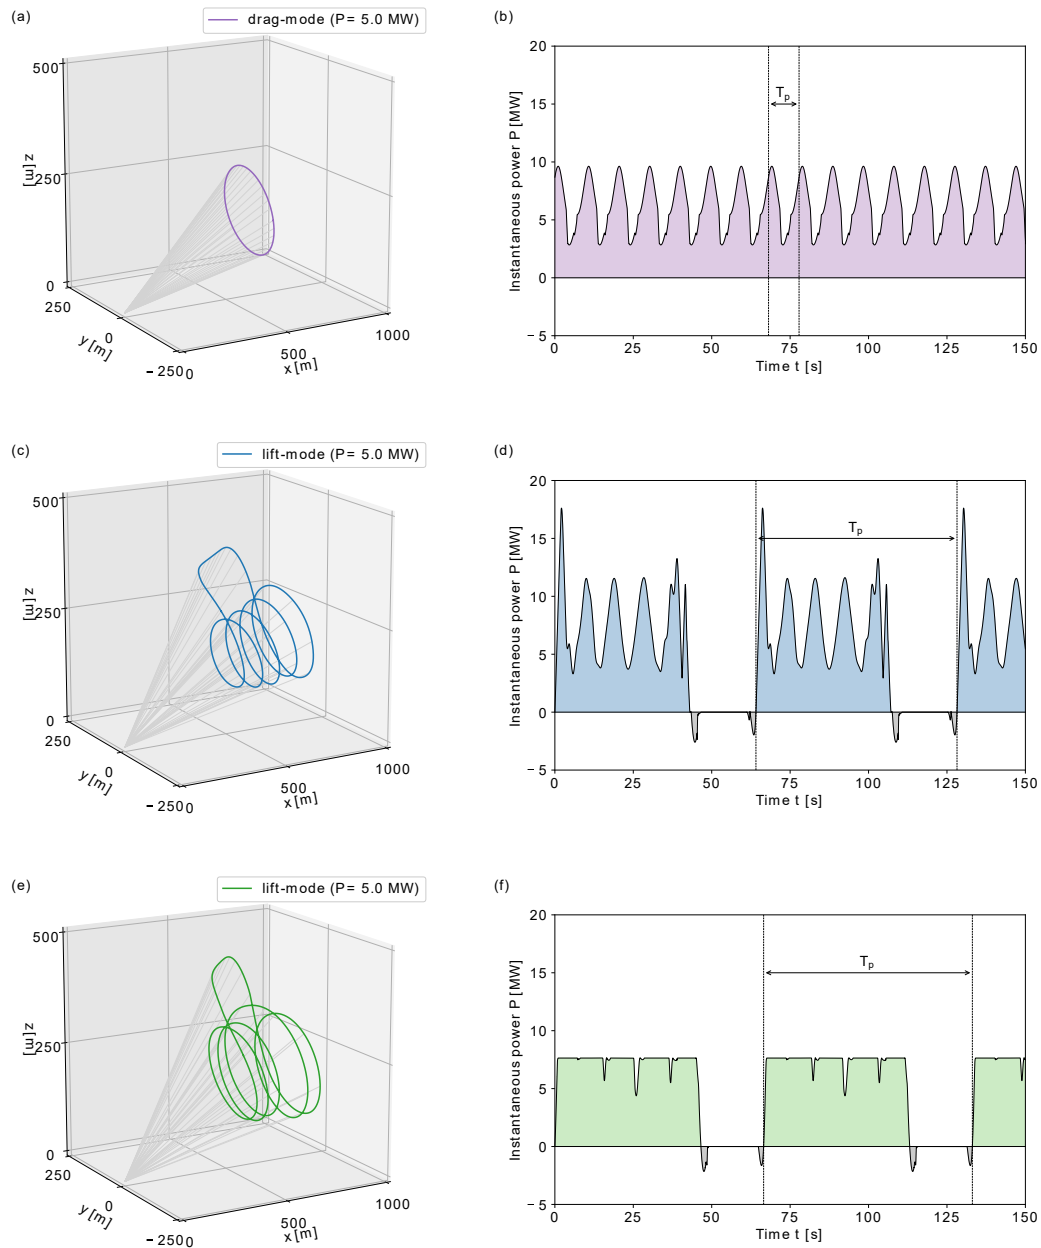 (a)
drag-mode (P= 5.0 MW)
500
250
0
z[m]
250
0
−250
y[m]
0
500
1000
x[m]
(b)
Instantaneous power P [MW]
20
15
10
5
0
−5
Tp
0 25 50 75 100 125 150
Time t [s]
(c)
lift-mode (P= 5.0 MW)
500
250
0
z[m]
250
0
−250
y[m]
0
500
1000
x[m]
(d)
Instantaneous power P [MW]
20
15
10
5
0
−5
Tp
0 25 50 75 100 125 150
Time t [s]
(e)
lift-mode (P= 5.0 MW)
500
250
0
z[m]
250
0
−250
y[m]
0
500
1000
x[m]
(f)
Instantaneous power P [MW]
20
15
10
5
0
−5
Tp
0 25 50 75 100 125 150
Time t [s]